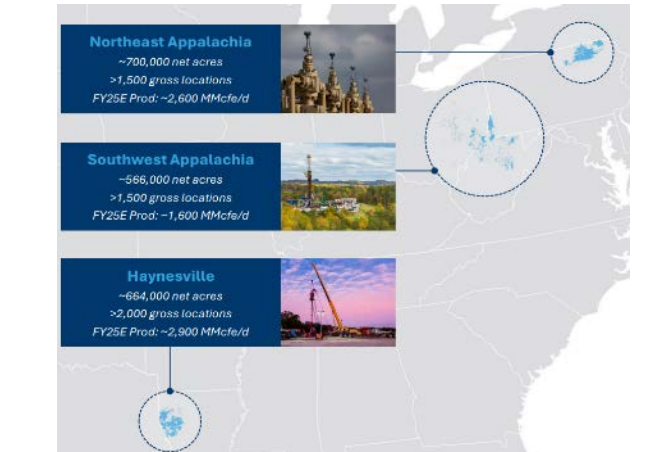 Northeast Appalachia
~700,000 net acres
>1,500 gross locations
FY25E Prod: ~2,600 MMcfe/d
Southwest Appalachia
~566,000 net acres
>1,500 gross locations
FY25E Prod: ~1,600 MMcfe/d
Haynesville
~664,000 net acres
>2,000 gross locations
FY25E Prod: ~2,900 MMcfe/d